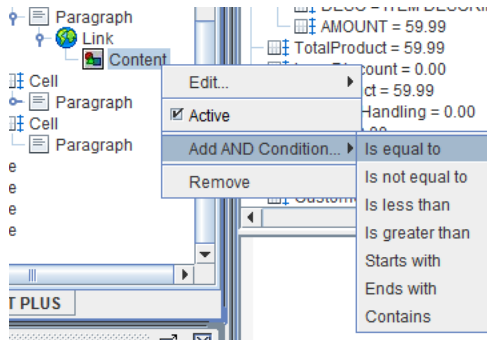 Paragraph
Link
Content
Cell
Paragraph
Cell
Paragraph
e
e
e
e
T PLUS
AMOUNT = 59.99
TotalProduct = 59.99
count = 0.00
ct = 59.99
Handling = 0.00
Edit...
Active
Add AND Condition...
Remove
Is equal to
Is not equal to
Is less than
Is greater than
Starts with
Ends with
Contains